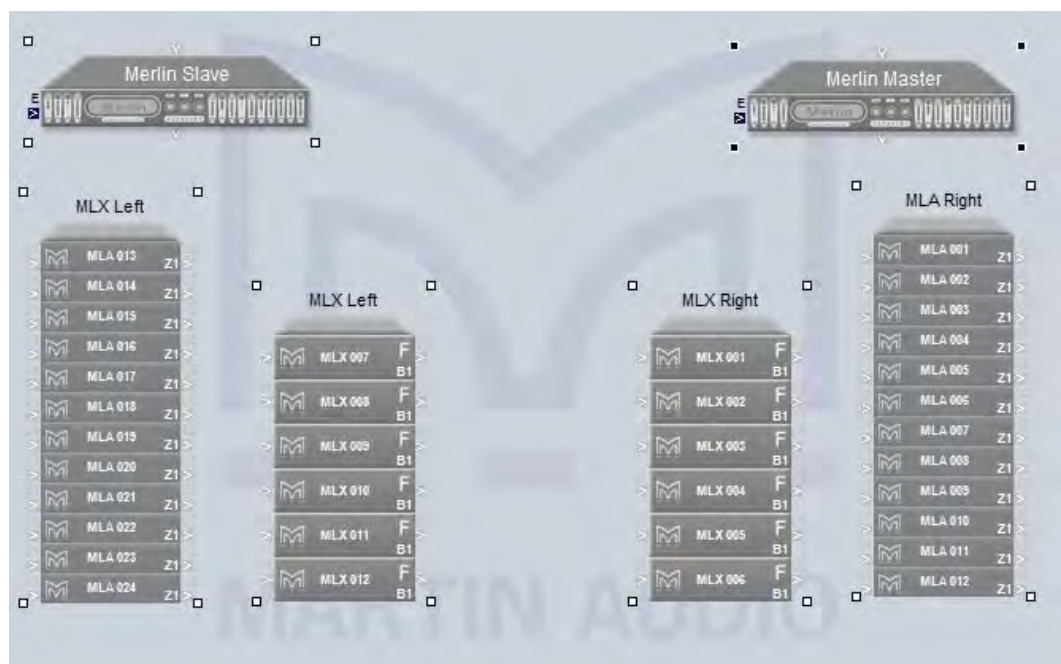 Merlin Slave
E
V
V
V
Merlin Master
E
V
V
V
MLX Left
MLA 013 Z1
MLA 014 Z1
MLA 015 Z1
MLA 016 Z1
MLA 017 Z1
MLA 018 Z1
MLA 019 Z1
MLA 020 Z1
MLA 021 Z1
MLA 022 Z1
MLA 023 Z1
MLA 024 Z1
MLX Left
MLX 007 F B1
MLX 008 F B1
MLX 009 F B1
MLX 010 F B1
MLX 011 F B1
MLX 012 F B1
MLX Right
MLX 001 F B1
MLX 002 F B1
MLX 003 F B1
MLX 004 F B1
MLX 005 F B1
MLX 006 F B1
MLA Right
MLA 001 Z1
MLA 002 Z1
MLA 003 Z1
MLA 004 Z1
MLA 005 Z1
MLA 006 Z1
MLA 007 Z1
MLA 008 Z1
MLA 009 Z1
MLA 010 Z1
MLA 011 Z1
MLA 012 Z1
MARTIN AUDIO